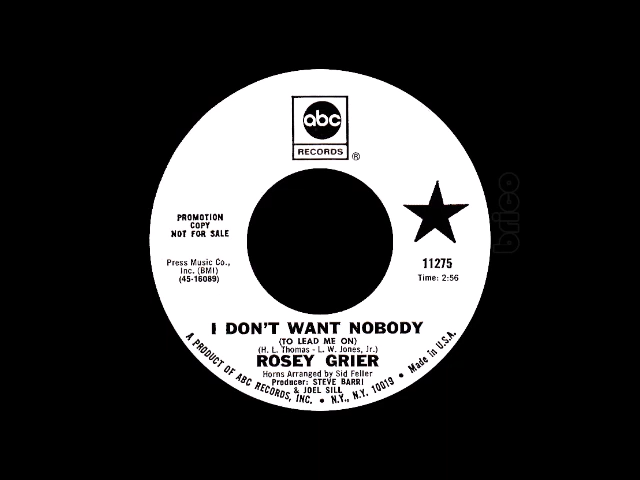 abc
RECORDS ®
PROMOTION
COPY
NOT FOR SALE
Press Music Co.,
Inc. (BMI)
(45-16089)
11275
Time: 2:56
brico
I DON'T WANT NOBODY
(TO LEAD ME ON)
(H. L. Thomas - L. W. Jones, Jr.)
ROSEY GRIER
Horns Arranged by Sid Feller
Producer: STEVE BARRI
& JOEL SILL
A PRODUCT OF ABC RECORDS, INC. • N.Y., N.Y. 10019 • Made in U.S.A.